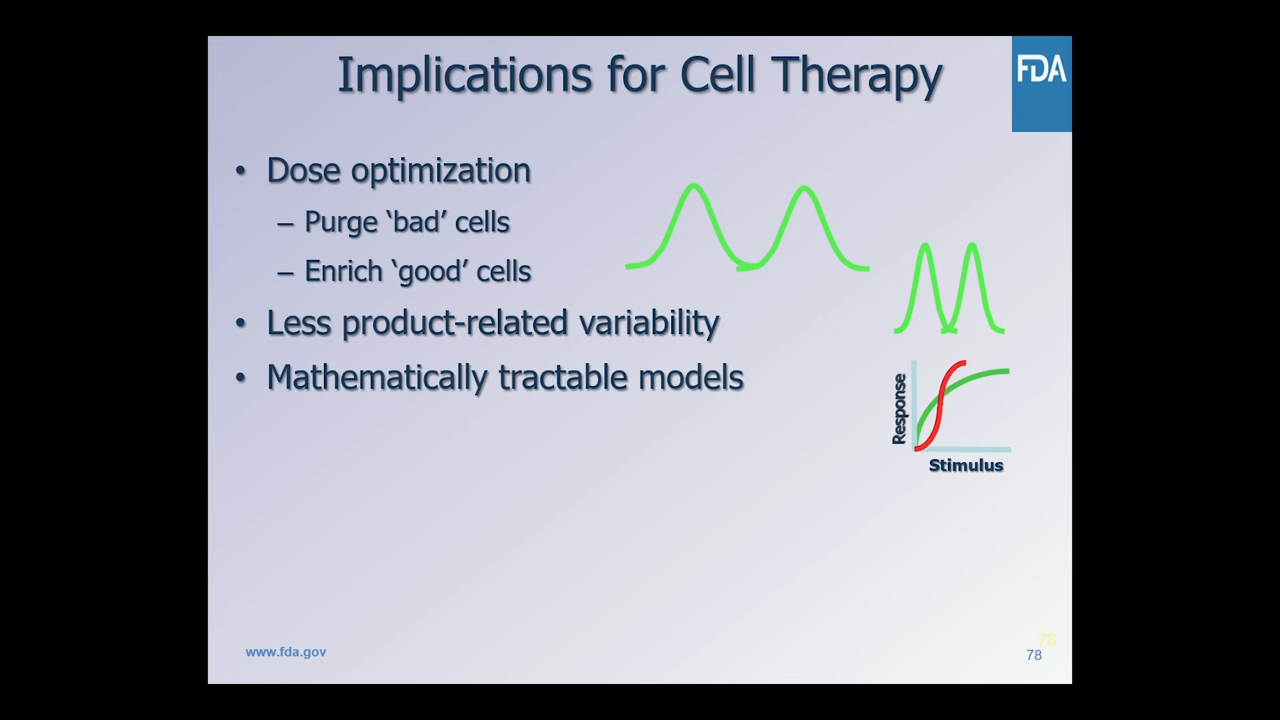 Implications for Cell Therapy
FDA
• Dose optimization
– Purge ‘bad’ cells
– Enrich ‘good’ cells
• Less product-related variability
• Mathematically tractable models
Response
Stimulus
www.fda.gov
78
78